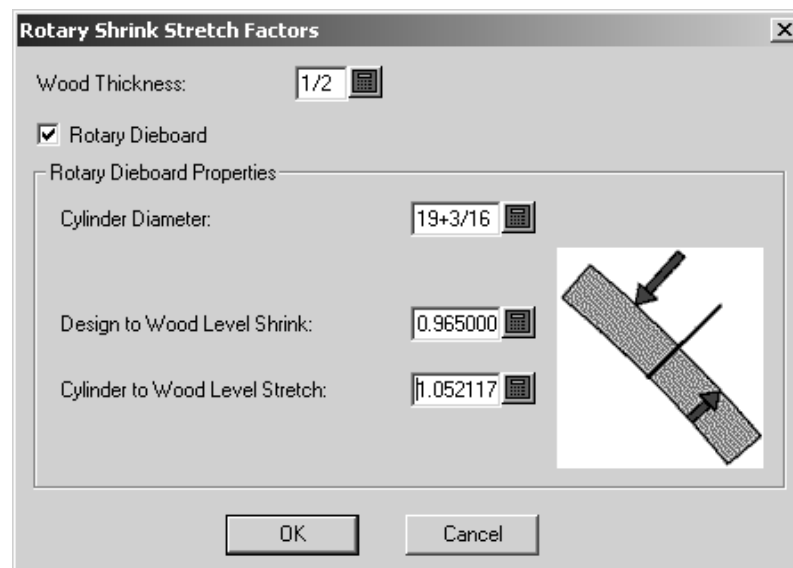 Rotary Shrink Stretch Factors
Wood Thickness: 1/2
Rotary Dieboard
Rotary Dieboard Properties
Cylinder Diameter: 19+3/16
Design to Wood Level Shrink: 0.965000
Cylinder to Wood Level Stretch: 1.052117
OK Cancel